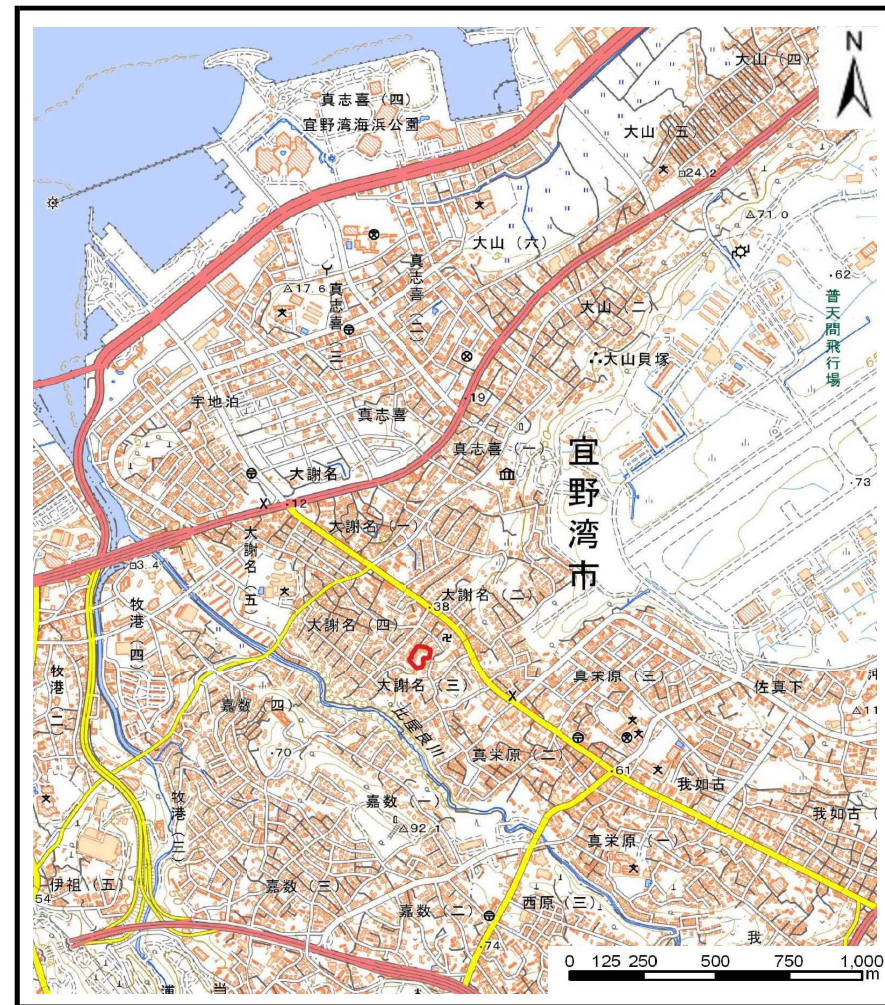 N
大山（四）
真志喜（四）
宜野湾海浜公園
大山（五）
24.2
71.0
大山（六）
62
17.6
真志喜（三）
真志喜（二）
大山（二）
普天間飛行場
大山貝塚
19
宇地泊
真志喜
真志喜（一）
宜野湾市
73
大謝名
12
大謝名（一）
大謝名（五）
3.4
大謝名（二）
38
牧港（四）
大謝名（四）
真栄原（三）
佐真下
牧港（二）
大謝名（三）
嘉数（四）
比屋良川
70
真栄原（二）
61
我如古
嘉数（一）
92.1
牧港（三）
真栄原（一）
我如古（
伊祖（五）
嘉数（三）
54
嘉数（二）
西原（三）
74
我
0 125 250 500 750 1,000
m